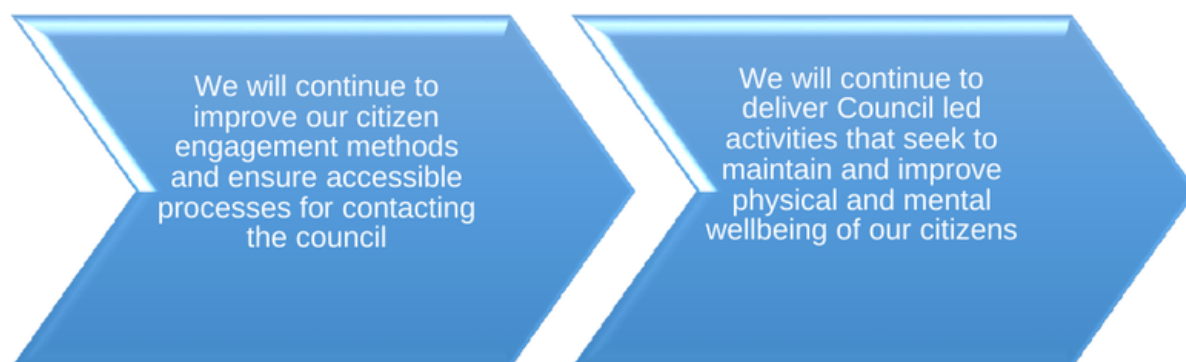 We will continue to
improve our citizen
engagement methods
and ensure accessible
processes for contacting
the council
We will continue to
deliver Council led
activities that seek to
maintain and improve
physical and mental
wellbeing of our citizens